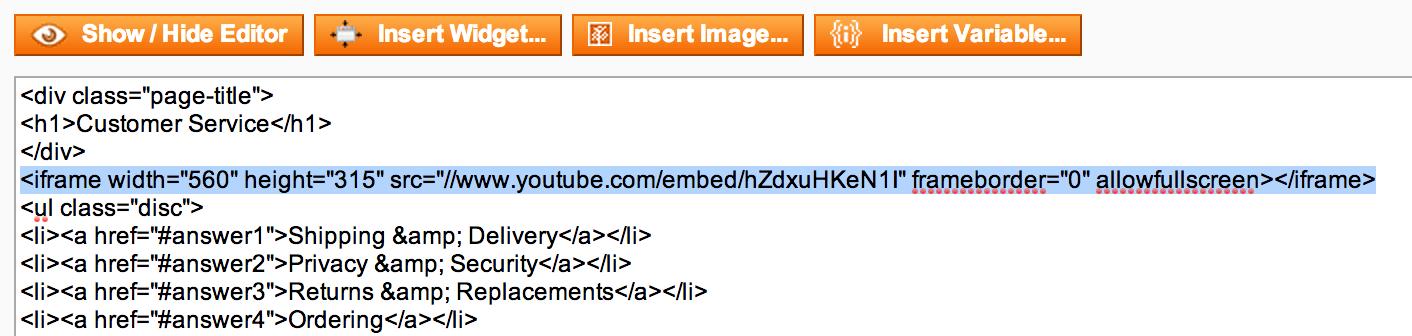 Show / Hide Editor
Insert Widget...
Insert Image...
Insert Variable...
<div class="page-title">
<h1>Customer Service</h1>
</div>
<iframe width="560" height="315" src="//www.youtube.com/embed/hZdxuHKeN1I" frameborder="0" allowfullscreen></iframe>
<ul class="disc">
<li><a href="#answer1">Shipping &amp; Delivery</a></li>
<li><a href="#answer2">Privacy &amp; Security</a></li>
<li><a href="#answer3">Returns &amp; Replacements</a></li>
<li><a href="#answer4">Ordering</a></li>